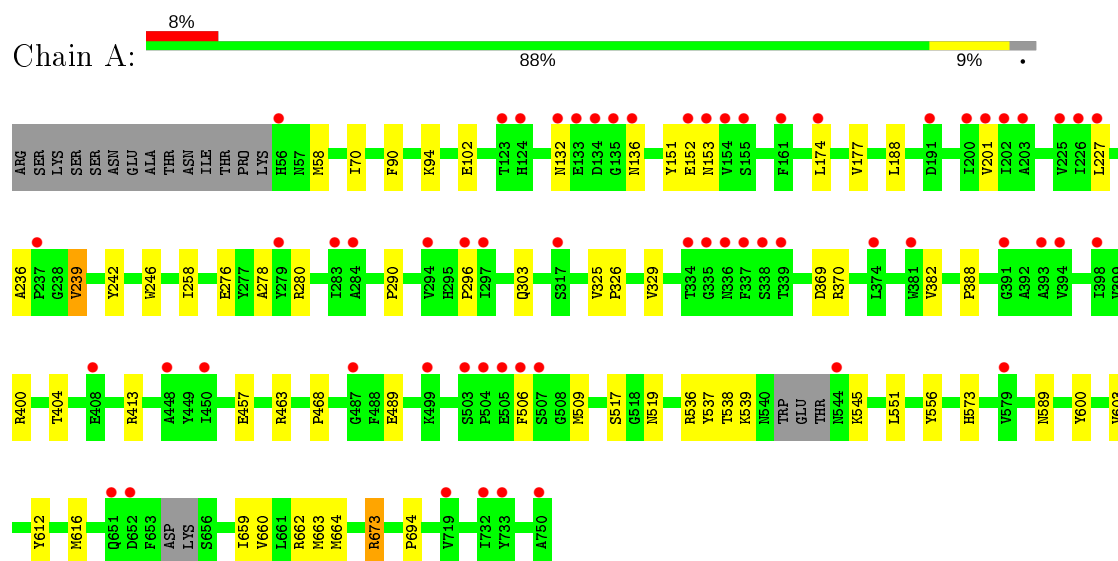 8%
Chain A:
88% 9% •
ARG SER LYS SER SER ASN GLU ALA THR ASN ILE THR PRO LYS H56 N57 M58 I70 F90 K94 E102 T123 H124 N132 E133 D134 G135 N136 Y151 E152 N153 V154 S155 F161 L174 V177 L188 D191 I200 V201 I202 A203 V225 I226 L227
A236 P237 G238 V239 Y242 W246 I258 E276 Y277 A278 Y279 R280 I283 A284 P290 V294 H295 P296 I297 Q303 S317 V325 P326 V329 T334 G335 N336 F337 S338 T339 D369 R370 L374 W381 V382 P388 G391 A392 A393 V394 I398
R400 T404 E408 R413 A448 Y449 I450 E457 R463 P468 G487 F488 E489 K499 S503 P504 E505 F506 S507 G508 M509 S517 G518 N519 R536 Y537 T538 K539 N540 TRP GLU THR N544 K545 L551 Y556 H573 V579 N589 Y600
Y612 M616 Q651 D652 F653 ASP LYS S656 I659 V660 L661 R662 M663 M664 R673 P694 V719 I732 Y733 A750